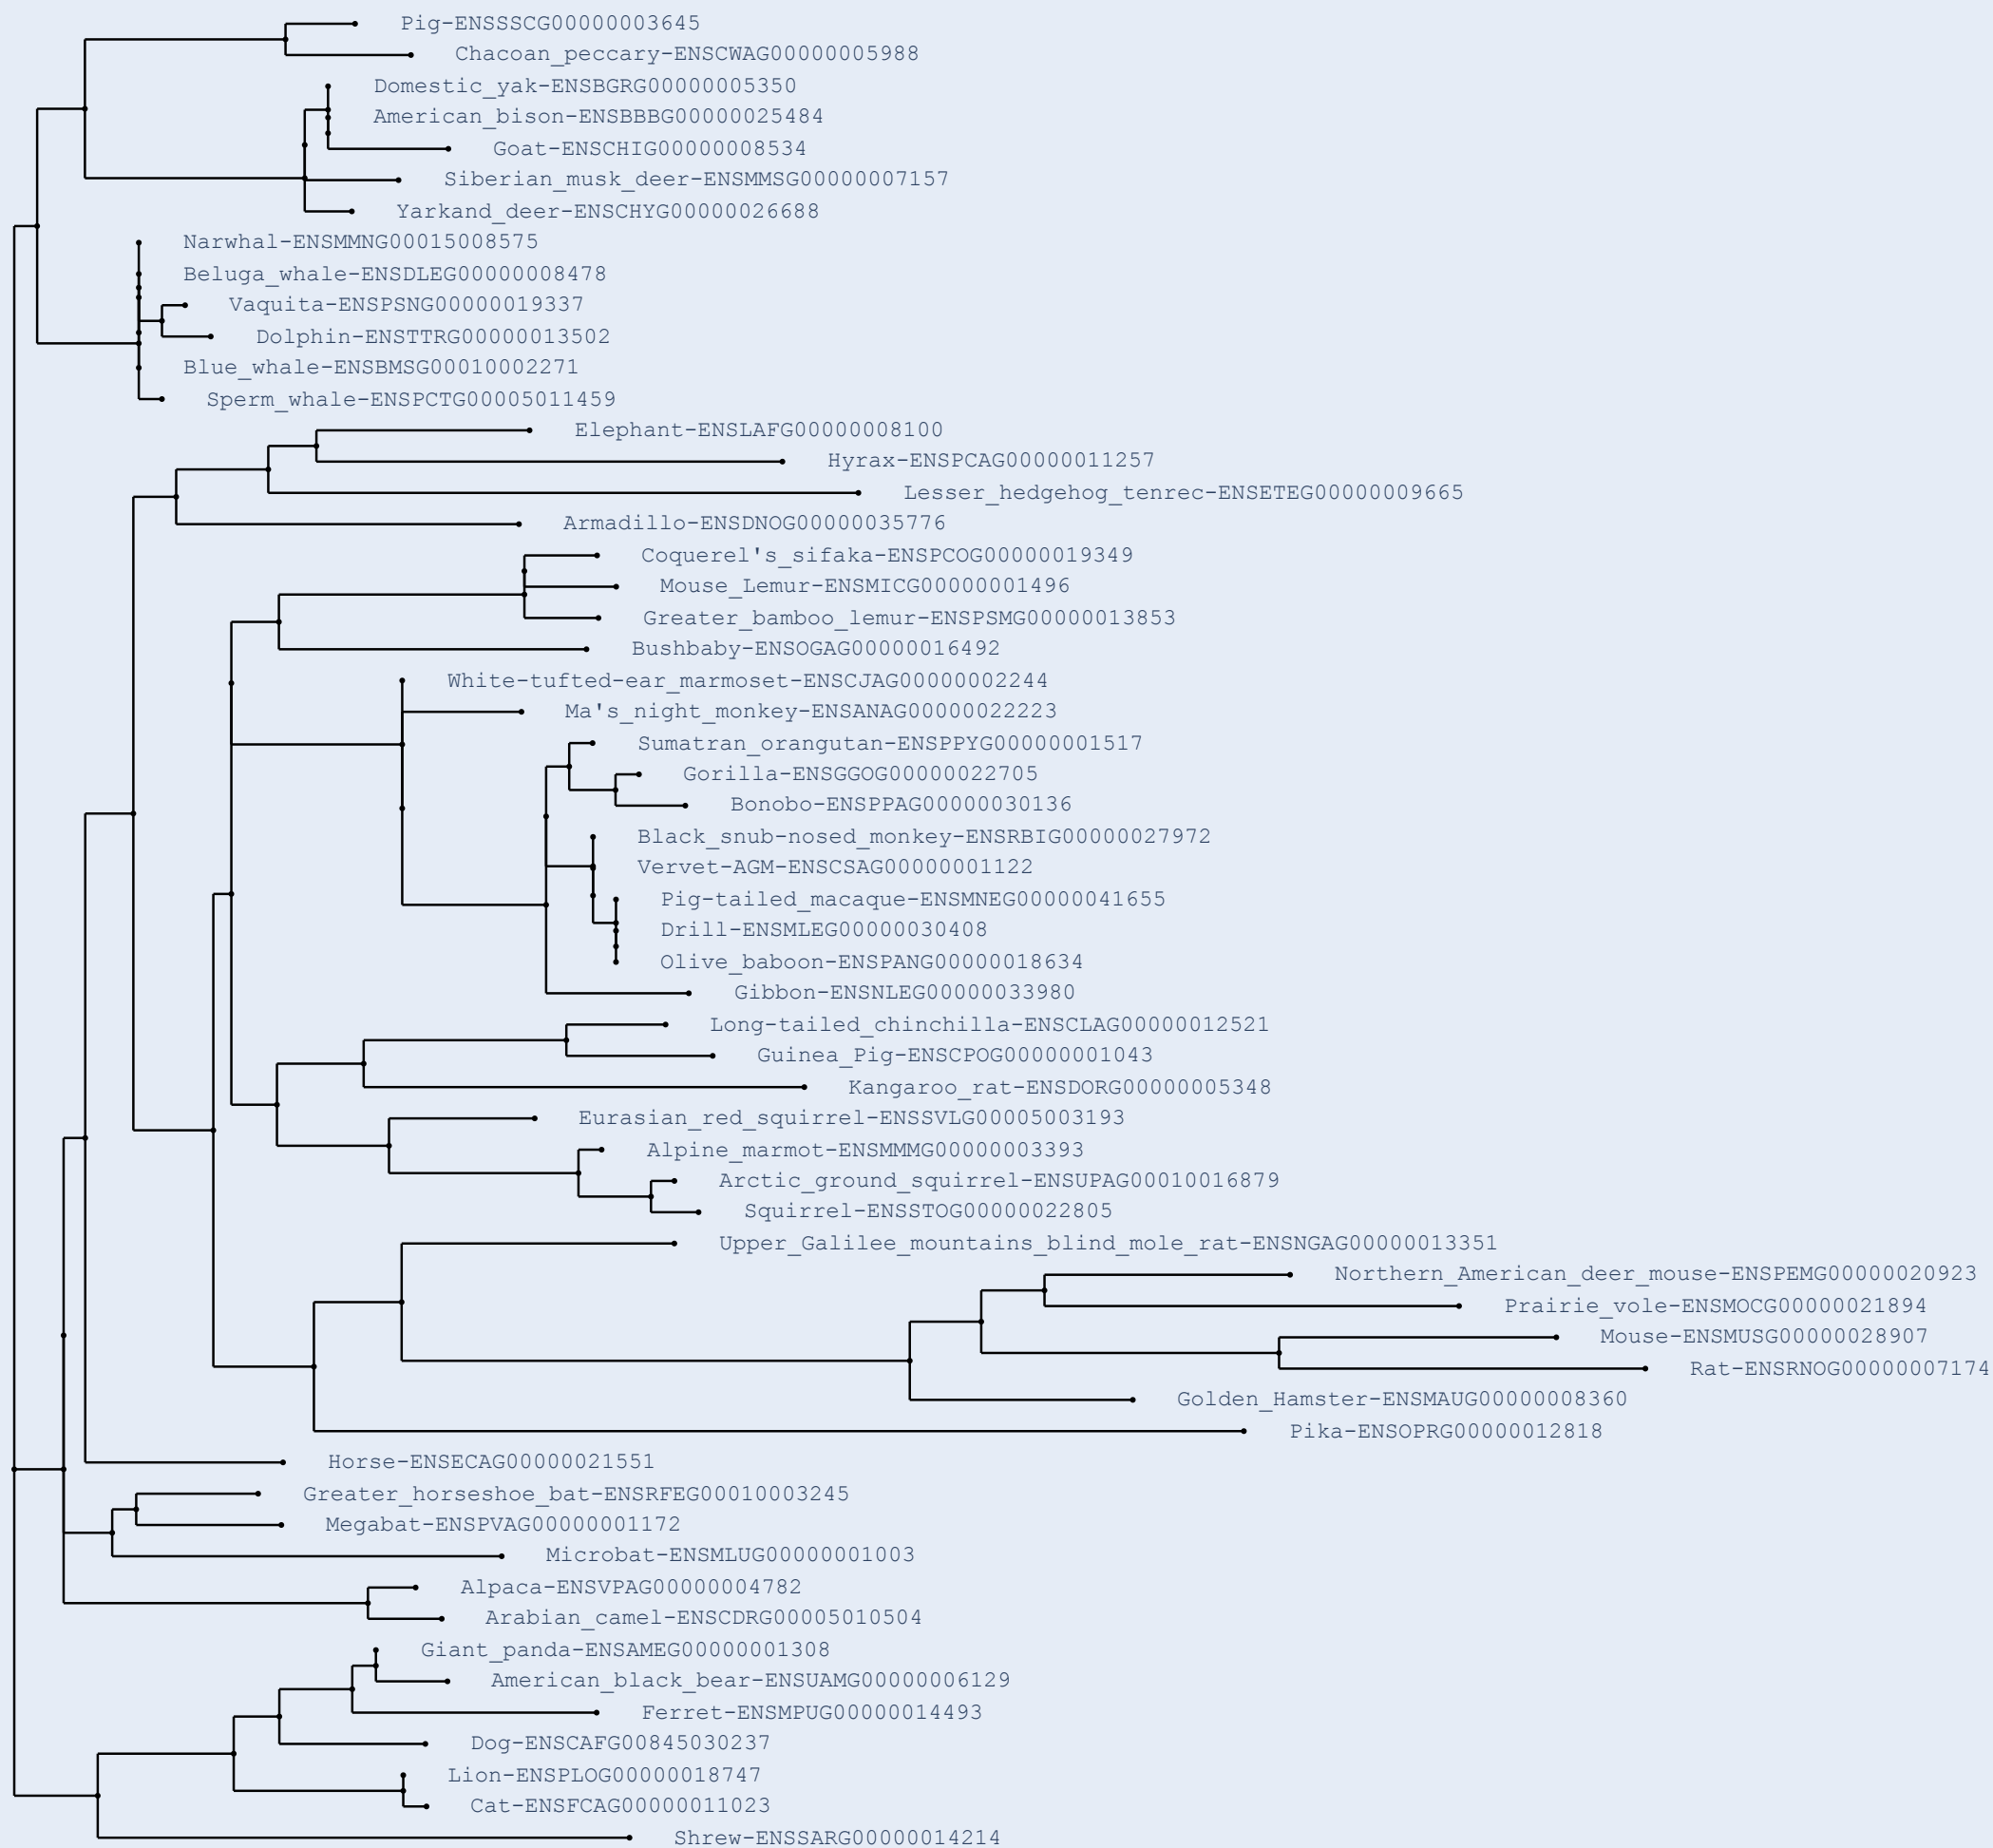 Pig-ENSSSCG00000003645
Chacoan_peccary-ENSCWAG00000005988
Domestic_yak-ENSBGRG00000005350
American_bison-ENSBBBG00000025484
Goat-ENSCHIG00000008534
Siberian_musk_deer-ENSMMSG00000007157
Yarkand_deer-ENSCHYG00000026688
Narwhal-ENSMMNG00015008575
Beluga_whale-ENSDLEG00000008478
Vaquita-ENSPSNG00000019337
Dolphin-ENSTTRG00000013502
Blue_whale-ENSBMSG00010002271
Sperm_whale-ENSPCTG00005011459
Elephant-ENSLAFG00000008100
Hyrax-ENSPCAG00000011257
Lesser_hedgehog_tenrec-ENSETEG00000009665
Armadillo-ENSDNOG00000035776
Coquerel's_sifaka-ENSPCOG00000019349
Mouse_Lemur-ENSMICG00000001496
Greater_bamboo_lemur-ENSPSMG00000013853
Bushbaby-ENSOGAG00000016492
White-tufted-ear_marmoset-ENSCJAG00000002244
Ma's_night_monkey-ENSANAG00000022223
Sumatran_orangutan-ENSPPYG00000001517
Gorilla-ENSGGOG00000022705
Bonobo-ENSPPAG00000030136
Black_snub-nosed_monkey-ENSRBIG00000027972
Vervet-AGM-ENSCSAG00000001122
Pig-tailed_macaque-ENSMNEG00000041655
Drill-ENSMLEG00000030408
Olive_baboon-ENSPANG00000018634
Gibbon-ENSNLEG00000033980
Long-tailed_chinchilla-ENSCLAG00000012521
Guinea_Pig-ENSCPOG00000001043
Kangaroo_rat-ENSDORG00000005348
Eurasian_red_squirrel-ENSSVLG00005003193
Alpine_marmot-ENSMMMG00000003393
Arctic_ground_squirrel-ENSUPAG00010016879
Squirrel-ENSSTOG00000022805
Upper_Galilee_mountains_blind_mole_rat-ENSNGAG00000013351
Northern_American_deer_mouse-ENSPEMG00000020923
Prairie_vole-ENSMOCG00000021894
Mouse-ENSMUSG00000028907
Rat-ENSRNOG00000007174
Golden_Hamster-ENSMAUG00000008360
Pika-ENSOPRG00000012818
Horse-ENSECAG00000021551
Greater_horseshoe_bat-ENSRFEG00010003245
Megabat-ENSPVAG00000001172
Microbat-ENSMLUG00000001003
Alpaca-ENSVPAG00000004782
Arabian_camel-ENSCDRG00005010504
Giant_panda-ENSAMEG00000001308
American_black_bear-ENSUAMG00000006129
Ferret-ENSMPUG00000014493
Dog-ENSCAFG00845030237
Lion-ENSPLOG00000018747
Cat-ENSFCAG00000011023
Shrew-ENSSARG00000014214